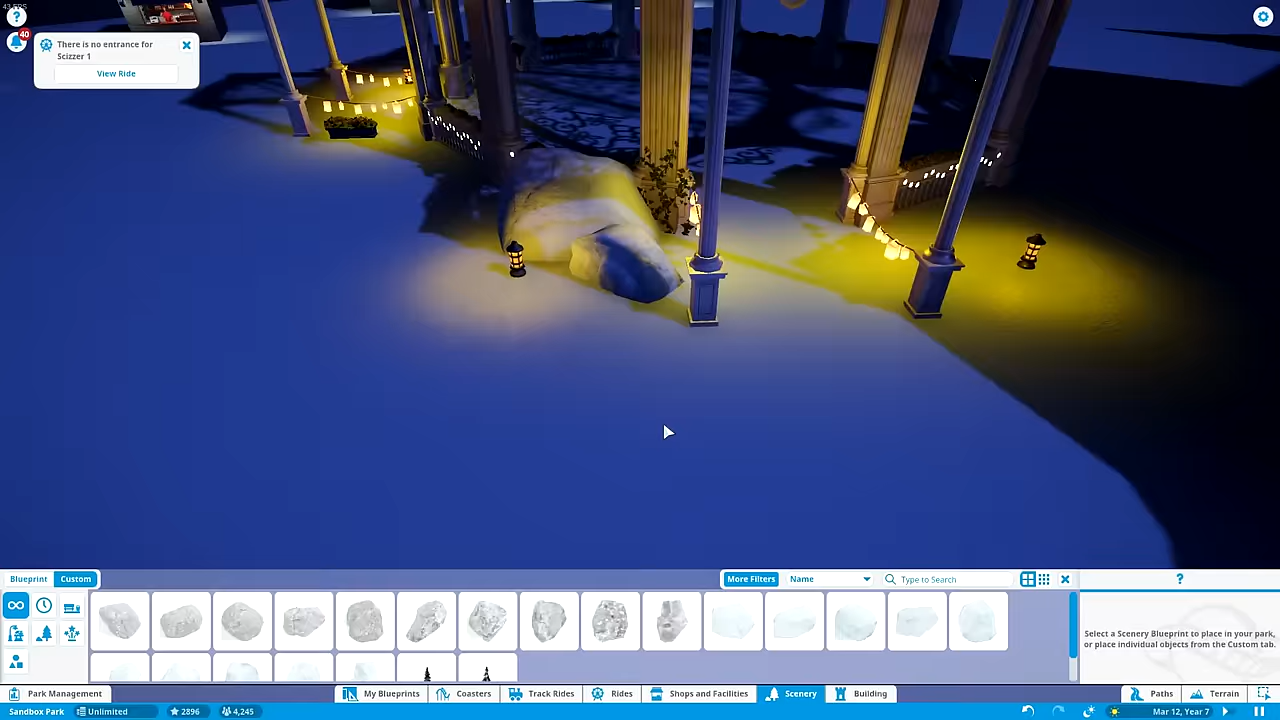 43 FPS
?
40
There is no entrance for
Scizzer 1
View Ride
Blueprint
Custom
More Filters
Name
Type to Search
?
Select a Scenery Blueprint to place in your park,
or place individual objects from the Custom tab.
Park Management
My Blueprints
Coasters
Track Rides
Rides
Shops and Facilities
Scenery
Building
Paths
Terrain
Sandbox Park
Unlimited
2896
4,245
Mar 12, Year 7